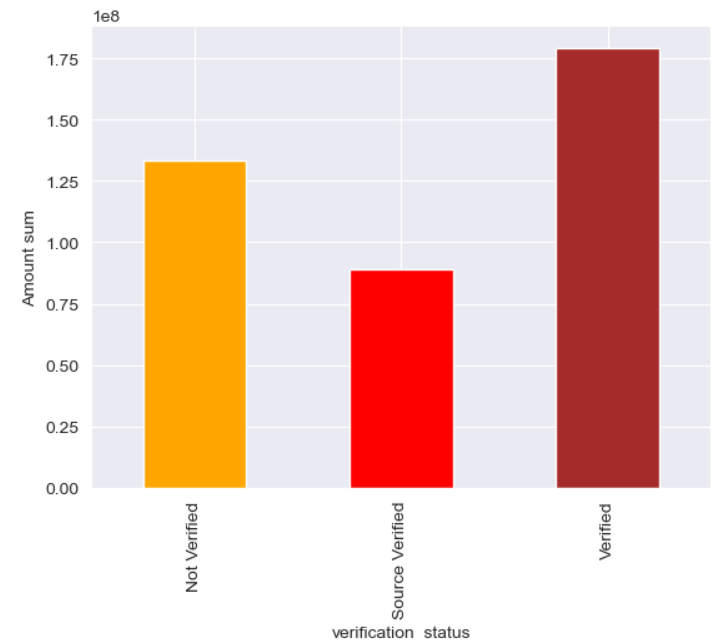 1e8
1.75
1.50
1.25
1.00
0.75
0.50
0.25
0.00
Amount sum
Not Verified
Source Verified
Verified
verification_status